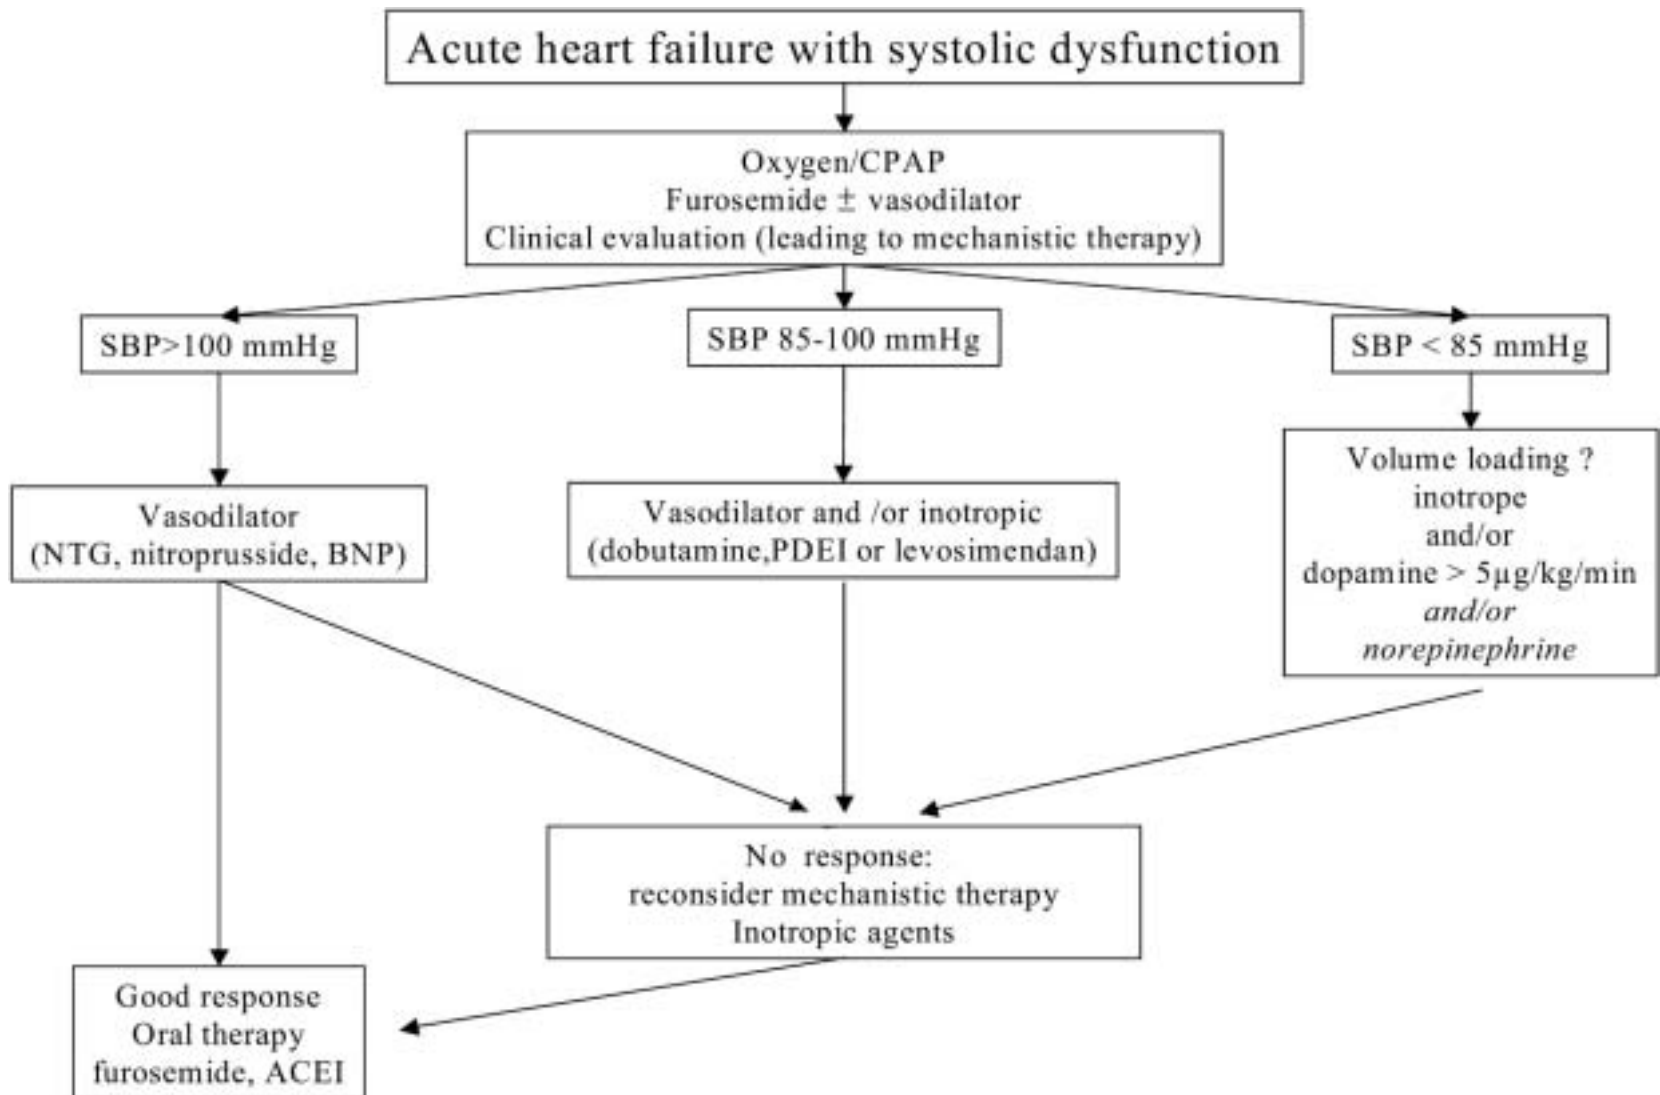 Acute heart failure with systolic dysfunction
Oxygen/CPAP
Furosemide ± vasodilator
Clinical evaluation (leading to mechanistic therapy)
SBP>100 mmHg
SBP 85-100 mmHg
SBP < 85 mmHg
Vasodilator
(NTG, nitroprusside, BNP)
Vasodilator and /or inotropic
(dobutamine,PDEI or levosimendan)
Volume loading ?
inotrope
and/or
dopamine > 5µg/kg/min
and/or
norepinephrine
No response:
reconsider mechanistic therapy
Inotropic agents
Good response
Oral therapy
furosemide, ACEI